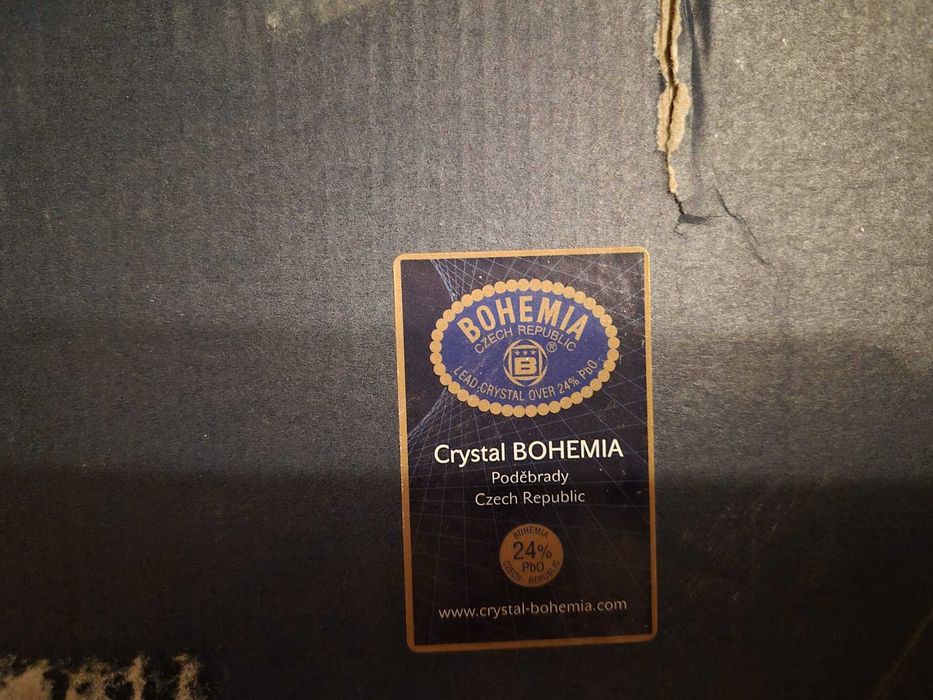 BOHEMIA
CZECH REPUBLIC
B ®
LEAD CRYSTAL OVER 24% PbO
Crystal BOHEMIA
Poděbrady
Czech Republic
BOHEMIA
24%
PbO
CZECH - REPUBLIC
www.crystal-bohemia.com